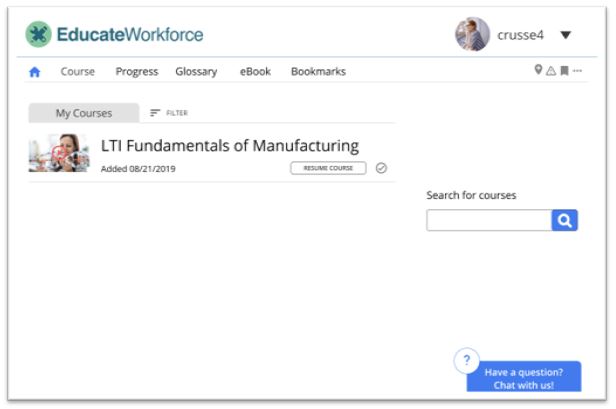 EducateWorkforce
crusse4
Course Progress Glossary eBook Bookmarks
My Courses
FILTER
LTI Fundamentals of Manufacturing
Added 08/21/2019
RESUME COURSE
Search for courses
?
Have a question?
Chat with us!